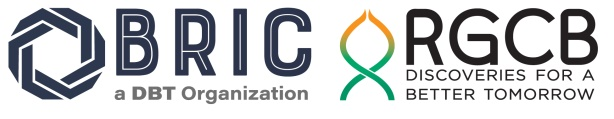 BRIC
a DBT Organization
RGCB
DISCOVERIES FOR A
BETTER TOMORROW